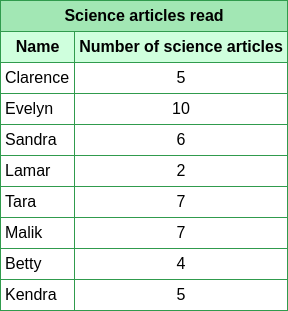 Science articles read
Name Number of science articles
Clarence 5
Evelyn 10
Sandra 6
Lamar 2
Tara 7
Malik 7
Betty 4
Kendra 5